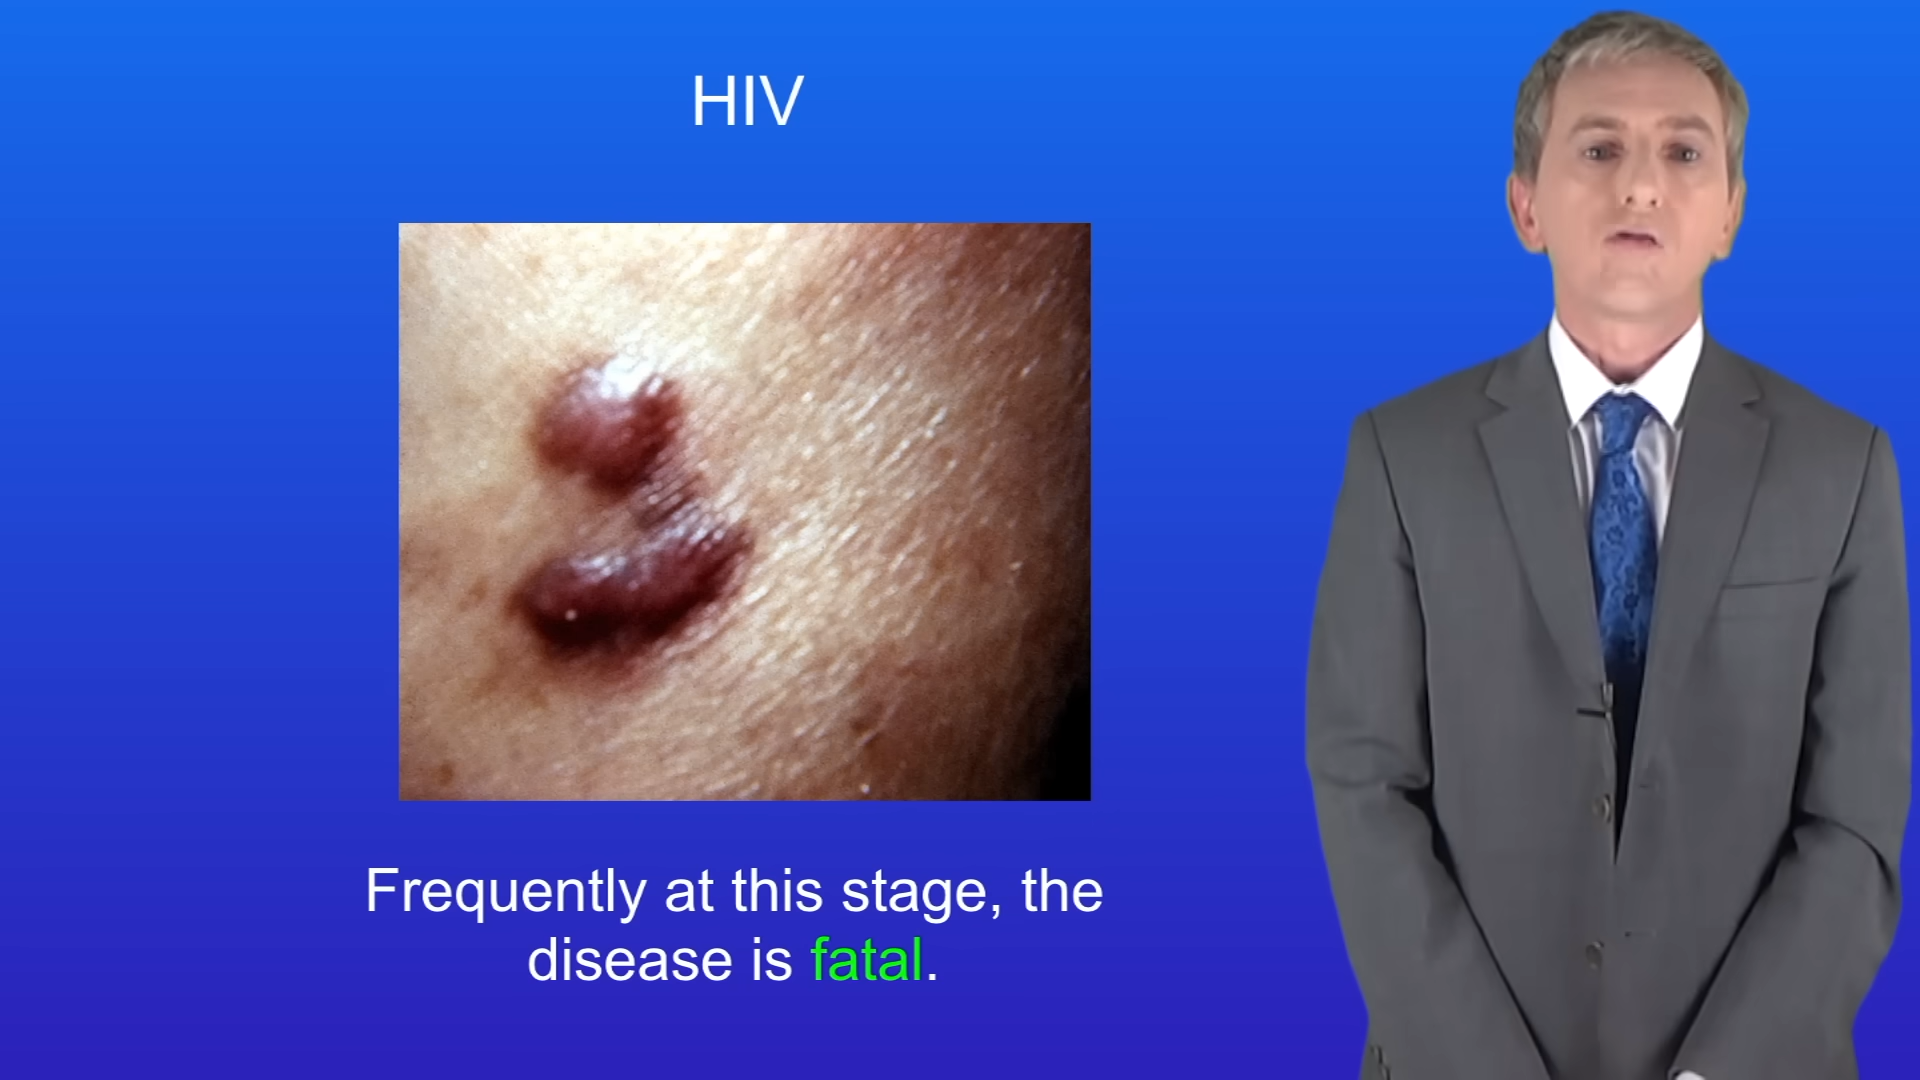 HIV
Frequently at this stage, the
disease is fatal.